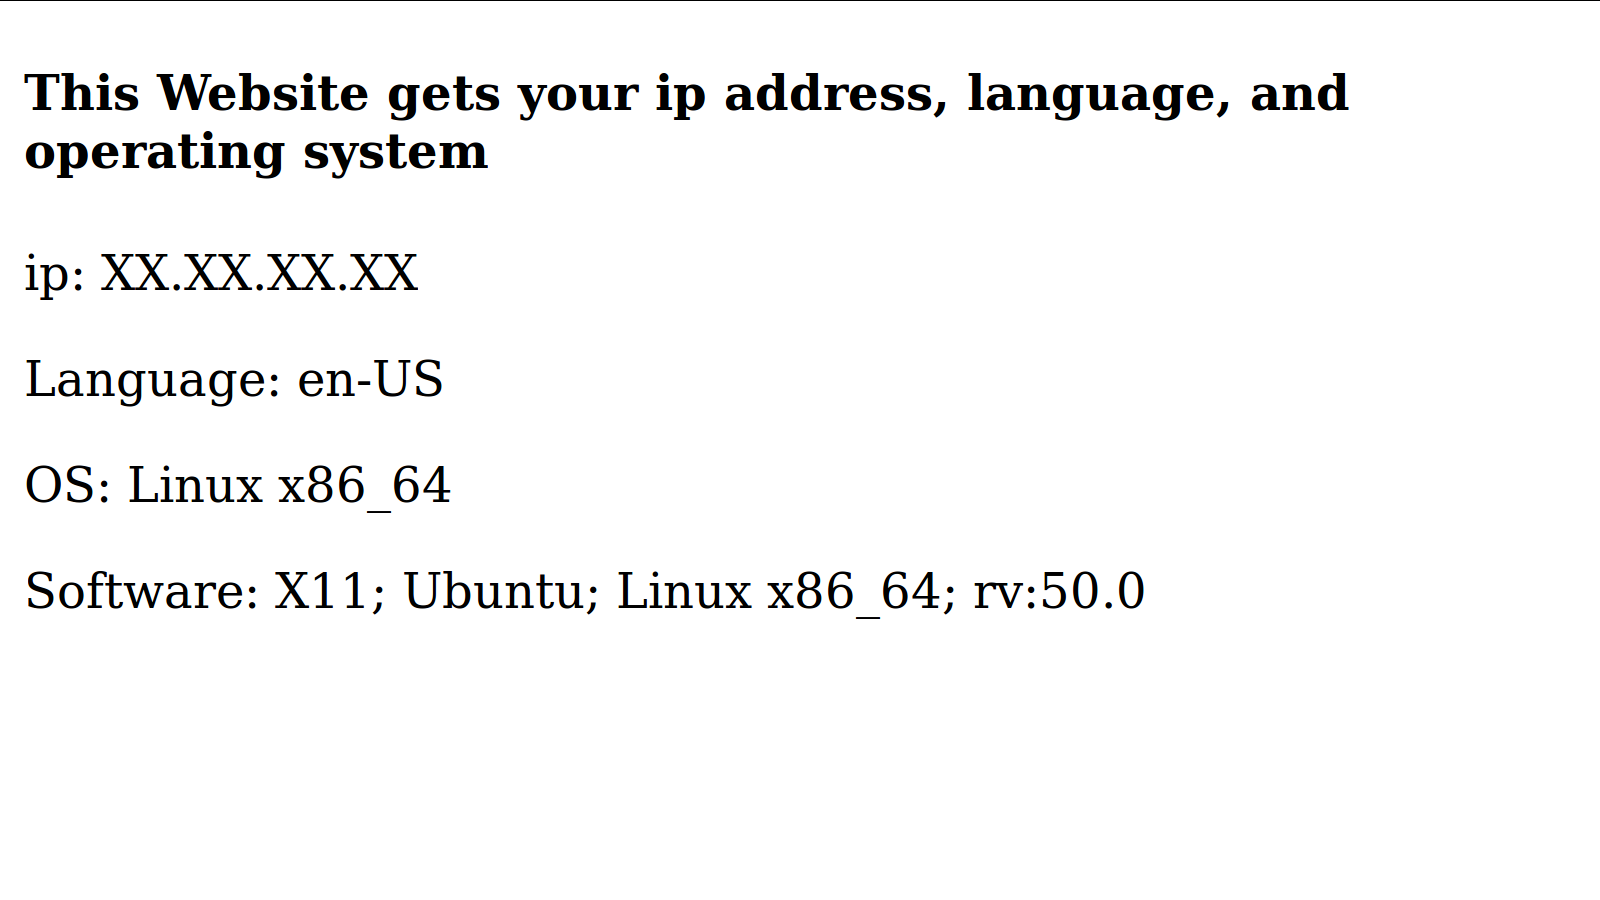 This Website gets your ip address, language, and
operating system
ip: XX.XX.XX.XX
Language: en-US
OS: Linux x86_64
Software: X11; Ubuntu; Linux x86_64; rv:50.0